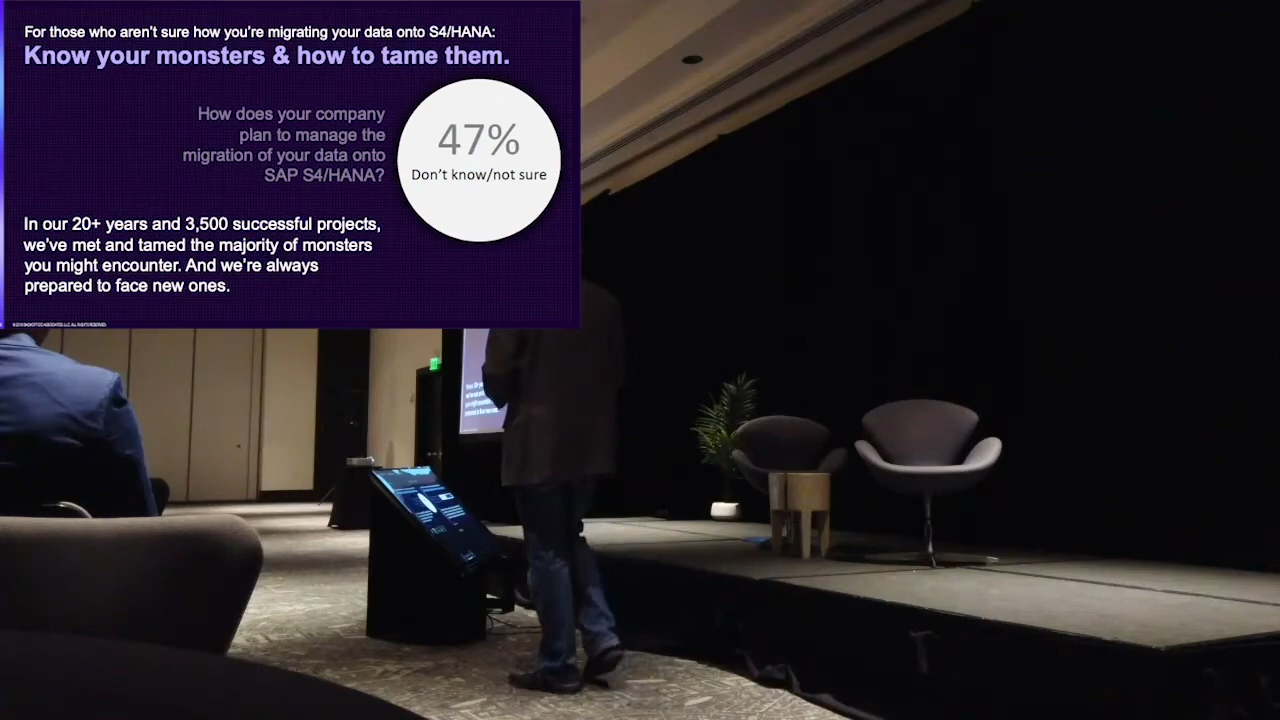 For those who aren't sure how you're migrating your data onto S4/HANA:
Know your monsters & how to tame them.
How does your company
plan to manage the
migration of your data onto
SAP S4/HANA?
47%
Don't know/not sure
In our 20+ years and 3,500 successful projects,
we've met and tamed the majority of monsters
you might encounter. And we're always
prepared to face new ones.